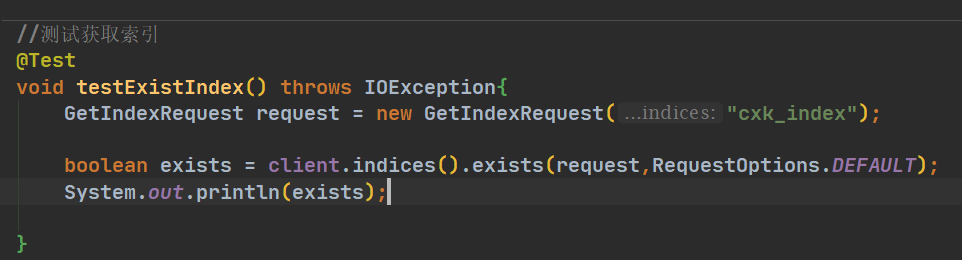 //测试获取索引
@Test
void testExistIndex() throws IOException{
GetIndexRequest request = new GetIndexRequest( ...indices: "cxk_index");
boolean exists = client.indices().exists(request,RequestOptions.DEFAULT);
System.out.println(exists);
}